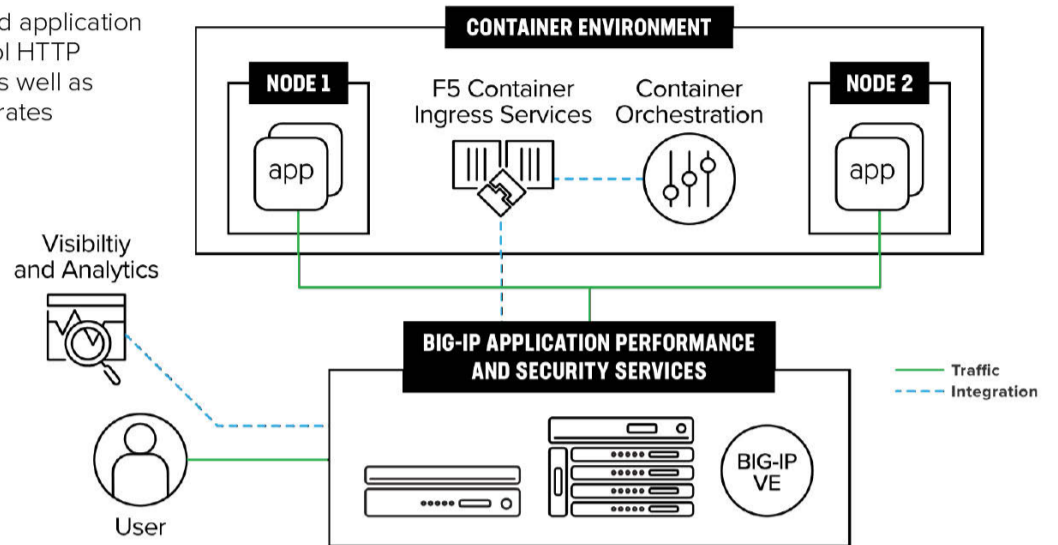 d application
ol HTTP
s well as
rates
CONTAINER ENVIRONMENT
NODE 1
F5 Container
Ingress Services
Container
Orchestration
NODE 2
app
app
Visibiltiy
and Analytics
BIG-IP APPLICATION PERFORMANCE
AND SECURITY SERVICES
Traffic
Integration
BIG-IP
VE
User